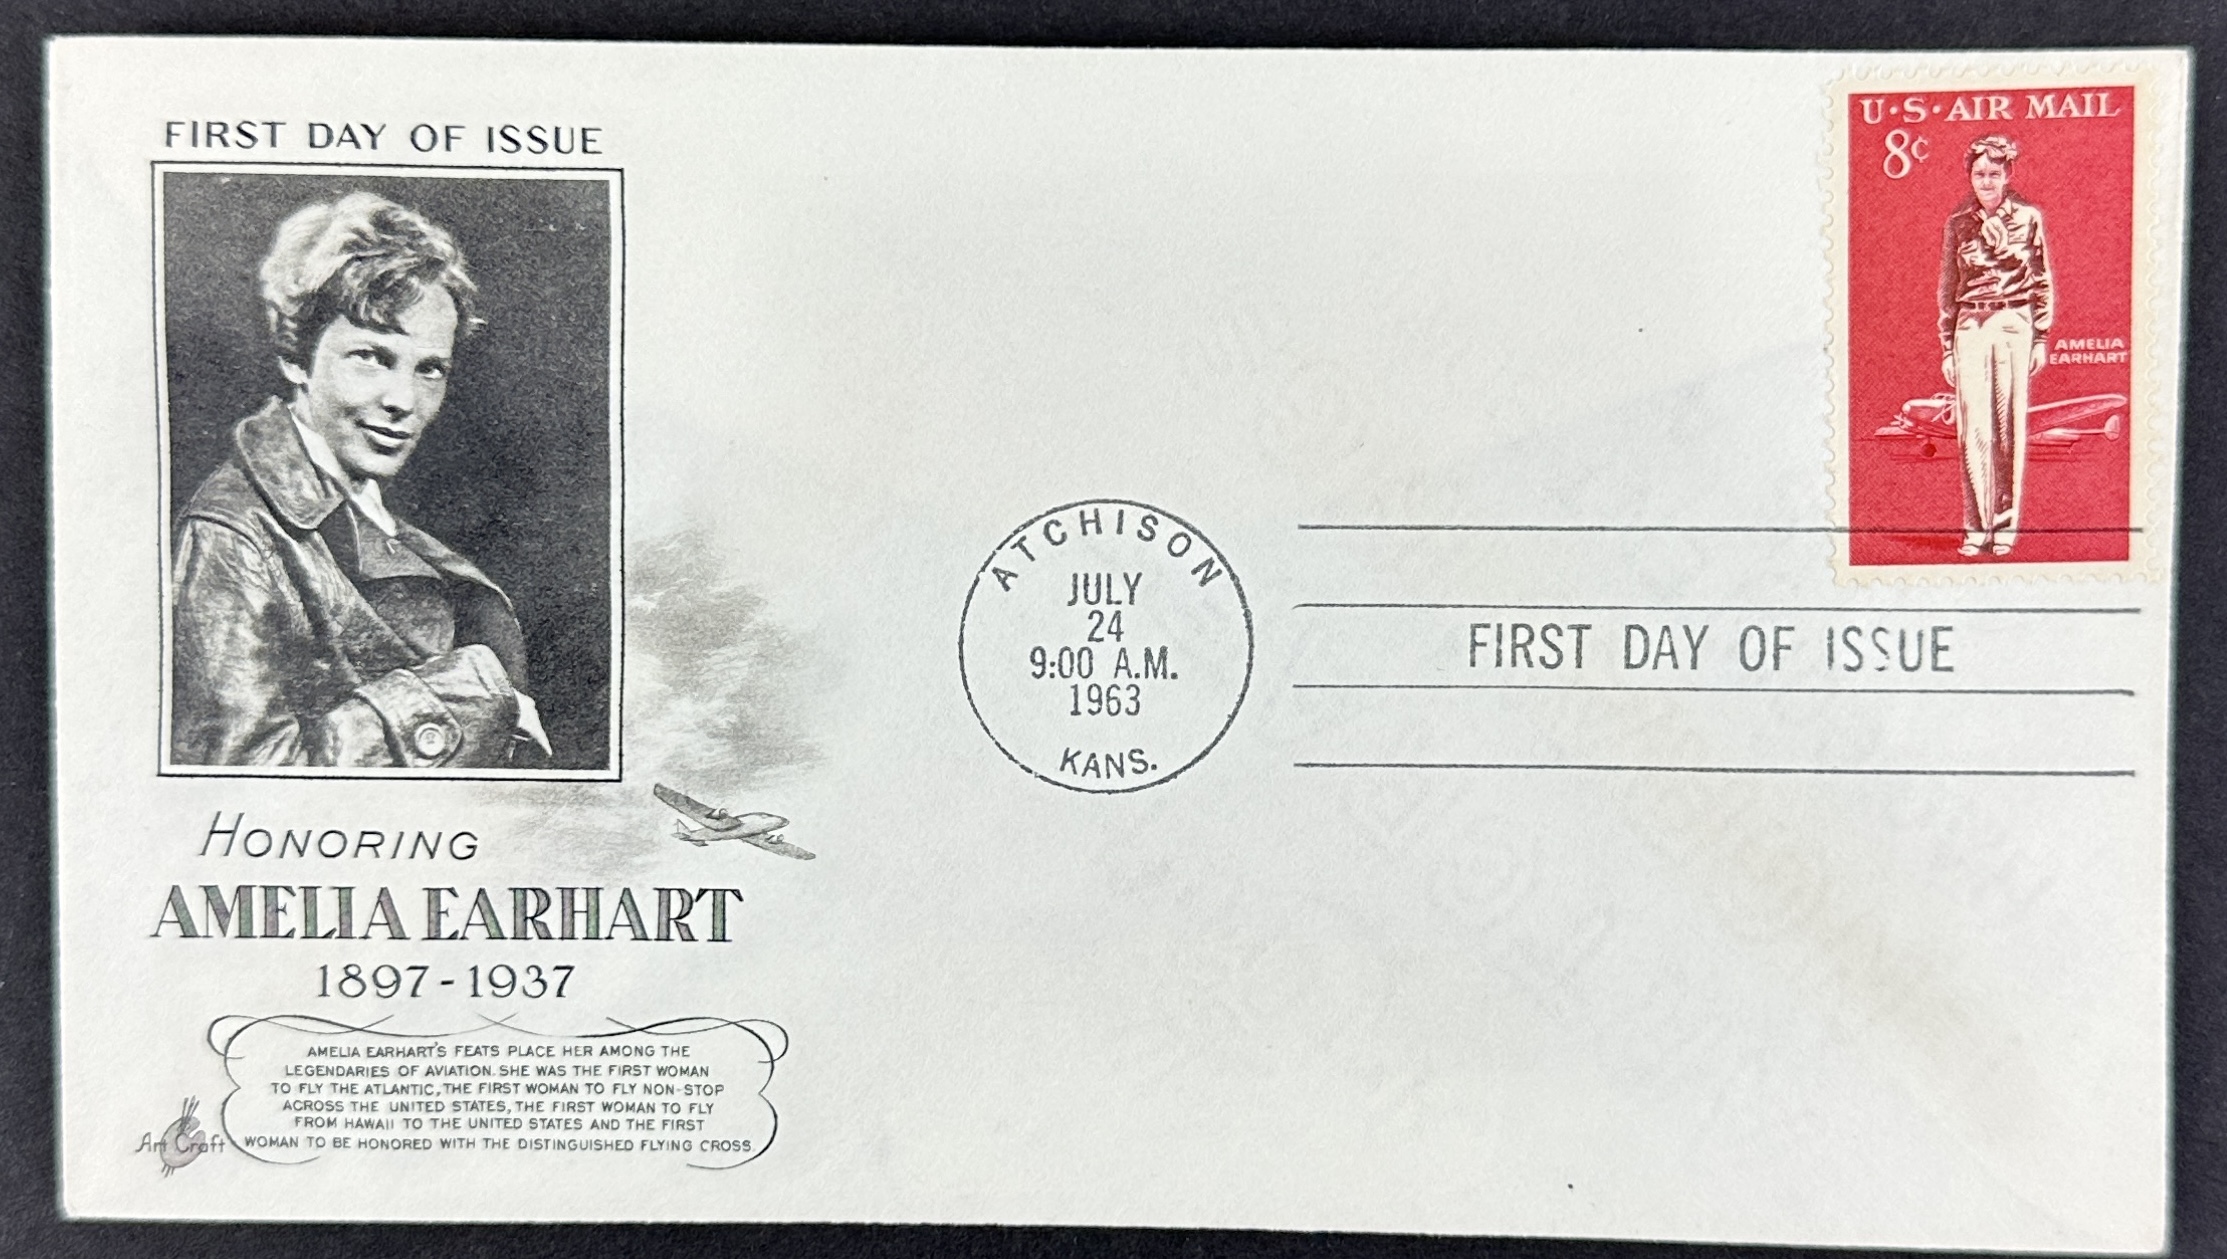 FIRST DAY OF ISSUE
HONORING
AMELIA EARHART
1897-1937
AMELIA EARHART'S FEATS PLACE HER AMONG THE
LEGENDARIES OF AVIATION. SHE WAS THE FIRST WOMAN
TO FLY THE ATLANTIC, THE FIRST WOMAN TO FLY NON-STOP
ACROSS THE UNITED STATES, THE FIRST WOMAN TO FLY
FROM HAWAII TO THE UNITED STATES AND THE FIRST
WOMAN TO BE HONORED WITH THE DISTINGUISHED FLYING CROSS.
Art Craft
ATCHISON
JULY
24
9:00 A.M.
1963
KANS.
U·S·AIR MAIL
8¢
AMELIA
EARHART
FIRST DAY OF ISSUE